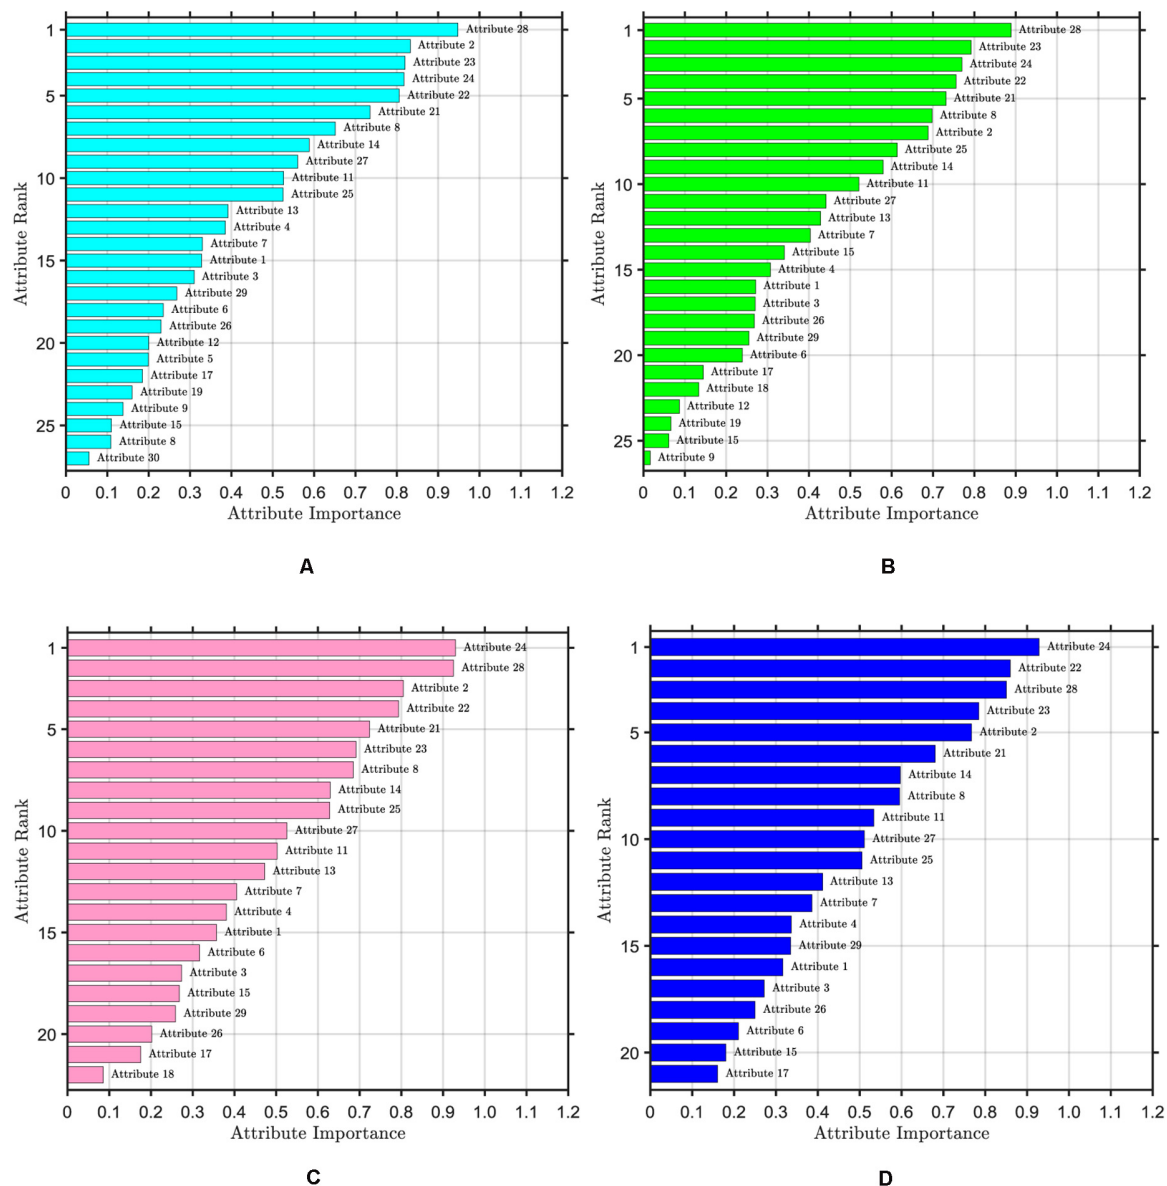 1
5
10
15
20
25
Attribute Rank
Attribute 28
Attribute 2
Attribute 23
Attribute 24
Attribute 22
Attribute 21
Attribute 8
Attribute 14
Attribute 27
Attribute 11
Attribute 25
Attribute 13
Attribute 4
Attribute 7
Attribute 1
Attribute 3
Attribute 29
Attribute 6
Attribute 26
Attribute 12
Attribute 5
Attribute 17
Attribute 19
Attribute 9
Attribute 15
Attribute 8
Attribute 30
0 0.1 0.2 0.3 0.4 0.5 0.6 0.7 0.8 0.9 1.0 1.1 1.2
Attribute Importance
A
1
5
10
15
20
25
Attribute Rank
Attribute 28
Attribute 23
Attribute 24
Attribute 22
Attribute 21
Attribute 8
Attribute 2
Attribute 25
Attribute 14
Attribute 11
Attribute 27
Attribute 13
Attribute 7
Attribute 15
Attribute 4
Attribute 1
Attribute 3
Attribute 26
Attribute 29
Attribute 6
Attribute 17
Attribute 18
Attribute 12
Attribute 19
Attribute 15
Attribute 9
0 0.1 0.2 0.3 0.4 0.5 0.6 0.7 0.8 0.9 1.0 1.1 1.2
Attribute Importance
B
1
5
10
15
20
Attribute Rank
Attribute 24
Attribute 28
Attribute 2
Attribute 22
Attribute 21
Attribute 23
Attribute 8
Attribute 14
Attribute 25
Attribute 27
Attribute 11
Attribute 13
Attribute 7
Attribute 4
Attribute 1
Attribute 6
Attribute 3
Attribute 15
Attribute 29
Attribute 26
Attribute 17
Attribute 18
0 0.1 0.2 0.3 0.4 0.5 0.6 0.7 0.8 0.9 1.0 1.1 1.2
Attribute Importance
C
1
5
10
15
20
Attribute Rank
Attribute 24
Attribute 22
Attribute 28
Attribute 23
Attribute 2
Attribute 21
Attribute 14
Attribute 8
Attribute 11
Attribute 27
Attribute 25
Attribute 13
Attribute 7
Attribute 4
Attribute 29
Attribute 1
Attribute 3
Attribute 26
Attribute 6
Attribute 15
Attribute 17
0 0.1 0.2 0.3 0.4 0.5 0.6 0.7 0.8 0.9 1.0 1.1 1.2
Attribute Importance
D